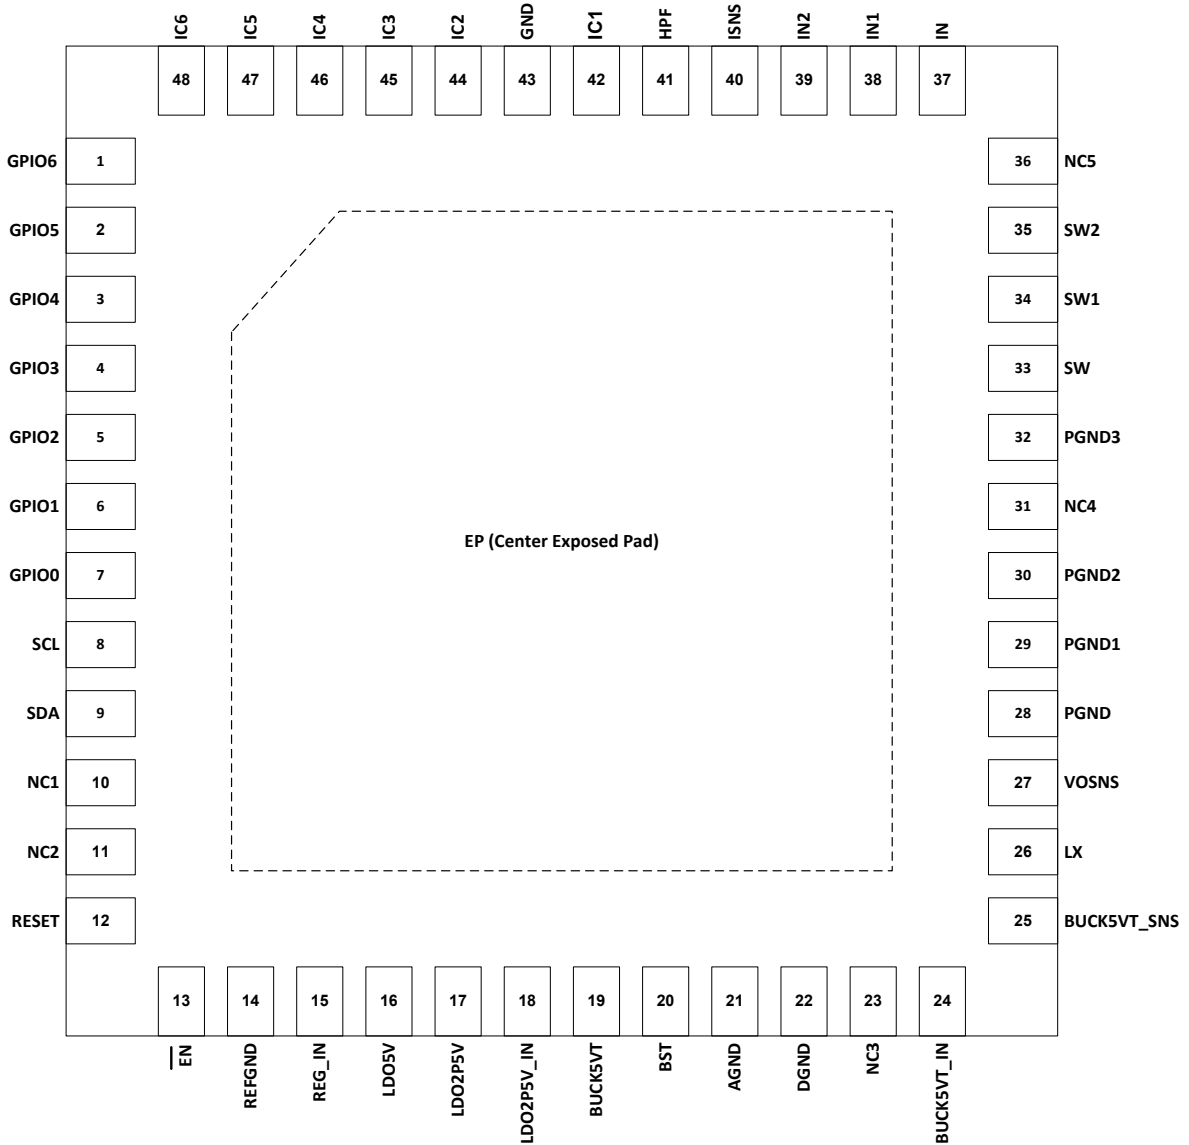 IC6
IC5
IC4
IC3
IC2
GND
IC1
HPF
ISNS
IN2
IN1
IN
48
47
46
45
44
43
42
41
40
39
38
37
GPIO6 1
36 NC5
GPIO5 2
35 SW2
GPIO4 3
34 SW1
GPIO3 4
33 SW
GPIO2 5
32 PGND3
GPIO1 6
31 NC4
EP (Center Exposed Pad)
GPIO0 7
30 PGND2
SCL 8
29 PGND1
SDA 9
28 PGND
NC1 10
27 VOSNS
NC2 11
26 LX
RESET 12
25 BUCK5VT_SNS
13
14
15
16
17
18
19
20
21
22
23
24
EN
REFGND
REG_IN
LDO5V
LDO2P5V
LDO2P5V_IN
BUCK5VT
BST
AGND
DGND
NC3
BUCK5VT_IN